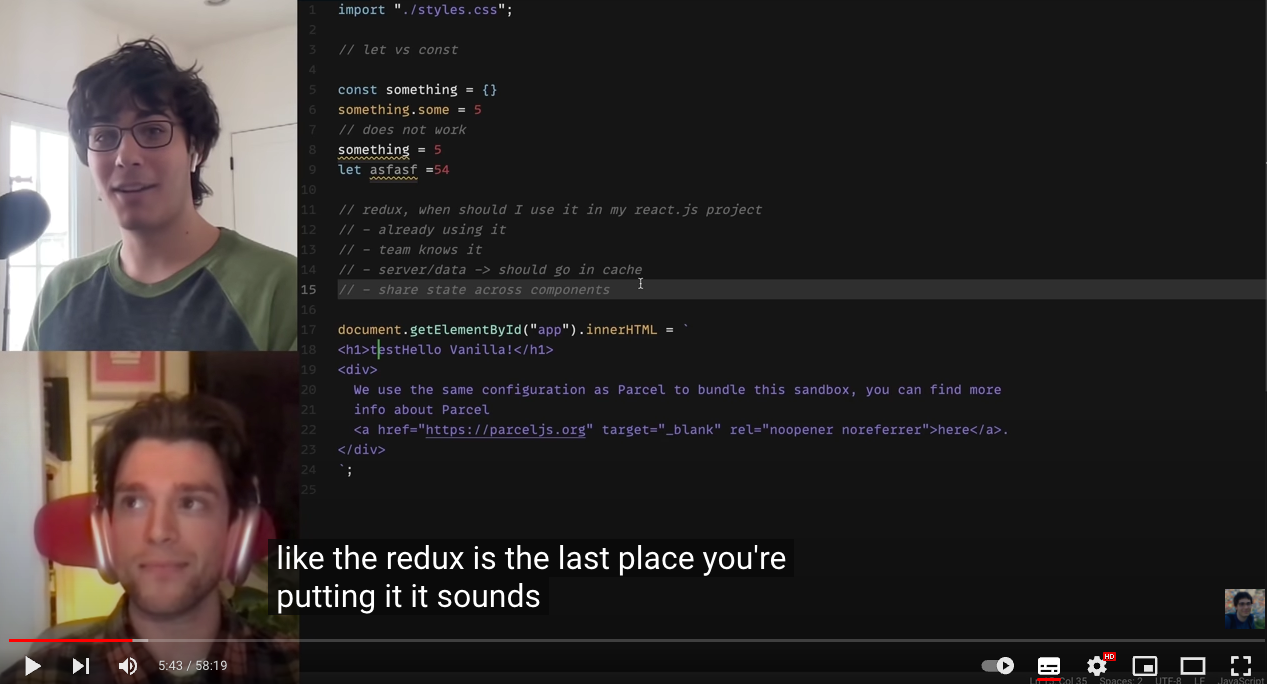 1 import "./styles.css";
2
3 // let vs const
4
5 const something = {}
6 something.some = 5
7 // does not work
8 something = 5
9 let asfasf =54
10
11 // redux, when should I use it in my react.js project
12 // - already using it
13 // - team knows it
14 // - server/data -> should go in cache
15 // - share state across components
16
17 document.getElementById("app").innerHTML = `
18 <h1>testHello Vanilla!</h1>
19 <div>
20 We use the same configuration as Parcel to bundle this sandbox, you can find more
21 info about Parcel
22 <a href="https://parceljs.org" target="_blank" rel="noopener noreferrer">here</a>.
23 </div>
24 `;
25
like the redux is the last place you're
putting it it sounds
5:43 / 58:19
HD
Col 35 Spaces: 2 UTF-8 LF JavaScript